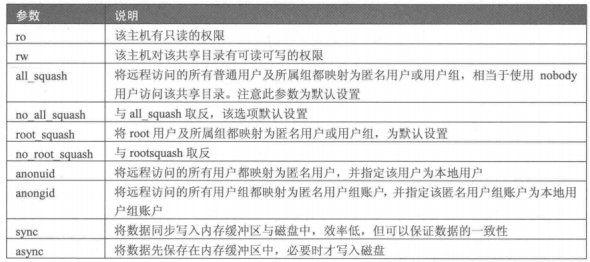 参数 说明
ro 该主机有只读的权限
rw 该主机对该共享目录有可读可写的权限
all_squash 将远程访问的所有普通用户及所属组都映射为匿名用户或用户组，相当于使用 nobody
用户访问该共享目录。注意此参数为默认设置
no_all_squash 与 all_squash 取反，该选项默认设置
root_squash 将 root 用户及所属组都映射为匿名用户或用户组，为默认设置
no_root_squash 与 rootsquash 取反
anonuid 将远程访问的所有用户都映射为匿名用户，并指定该用户为本地用户
anongid 将远程访问的所有用户组都映射为匿名用户组账户，并指定该匿名用户组账户为本地用
户组账户
sync 将数据同步写入内存缓冲区与磁盘中，效率低，但可以保证数据的一致性
async 将数据先保存在内存缓冲区中，必要时才写入磁盘